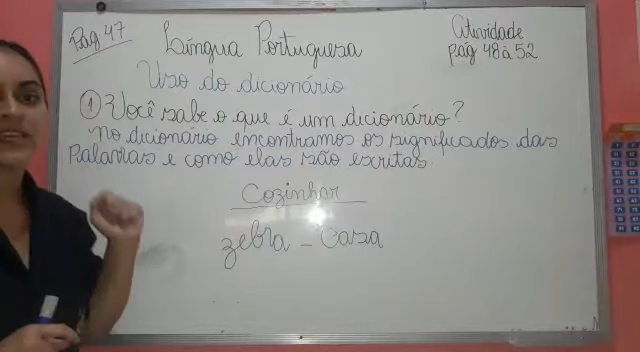 Pág 47
Língua Portuguesa
Atividade
pág 48 à 52
Uso do dicionário
1 Você sabe o que é um dicionário?
No dicionário encontramos os significados das
Palavras e como elas são escritas.
Cozinhar
zebra - casa